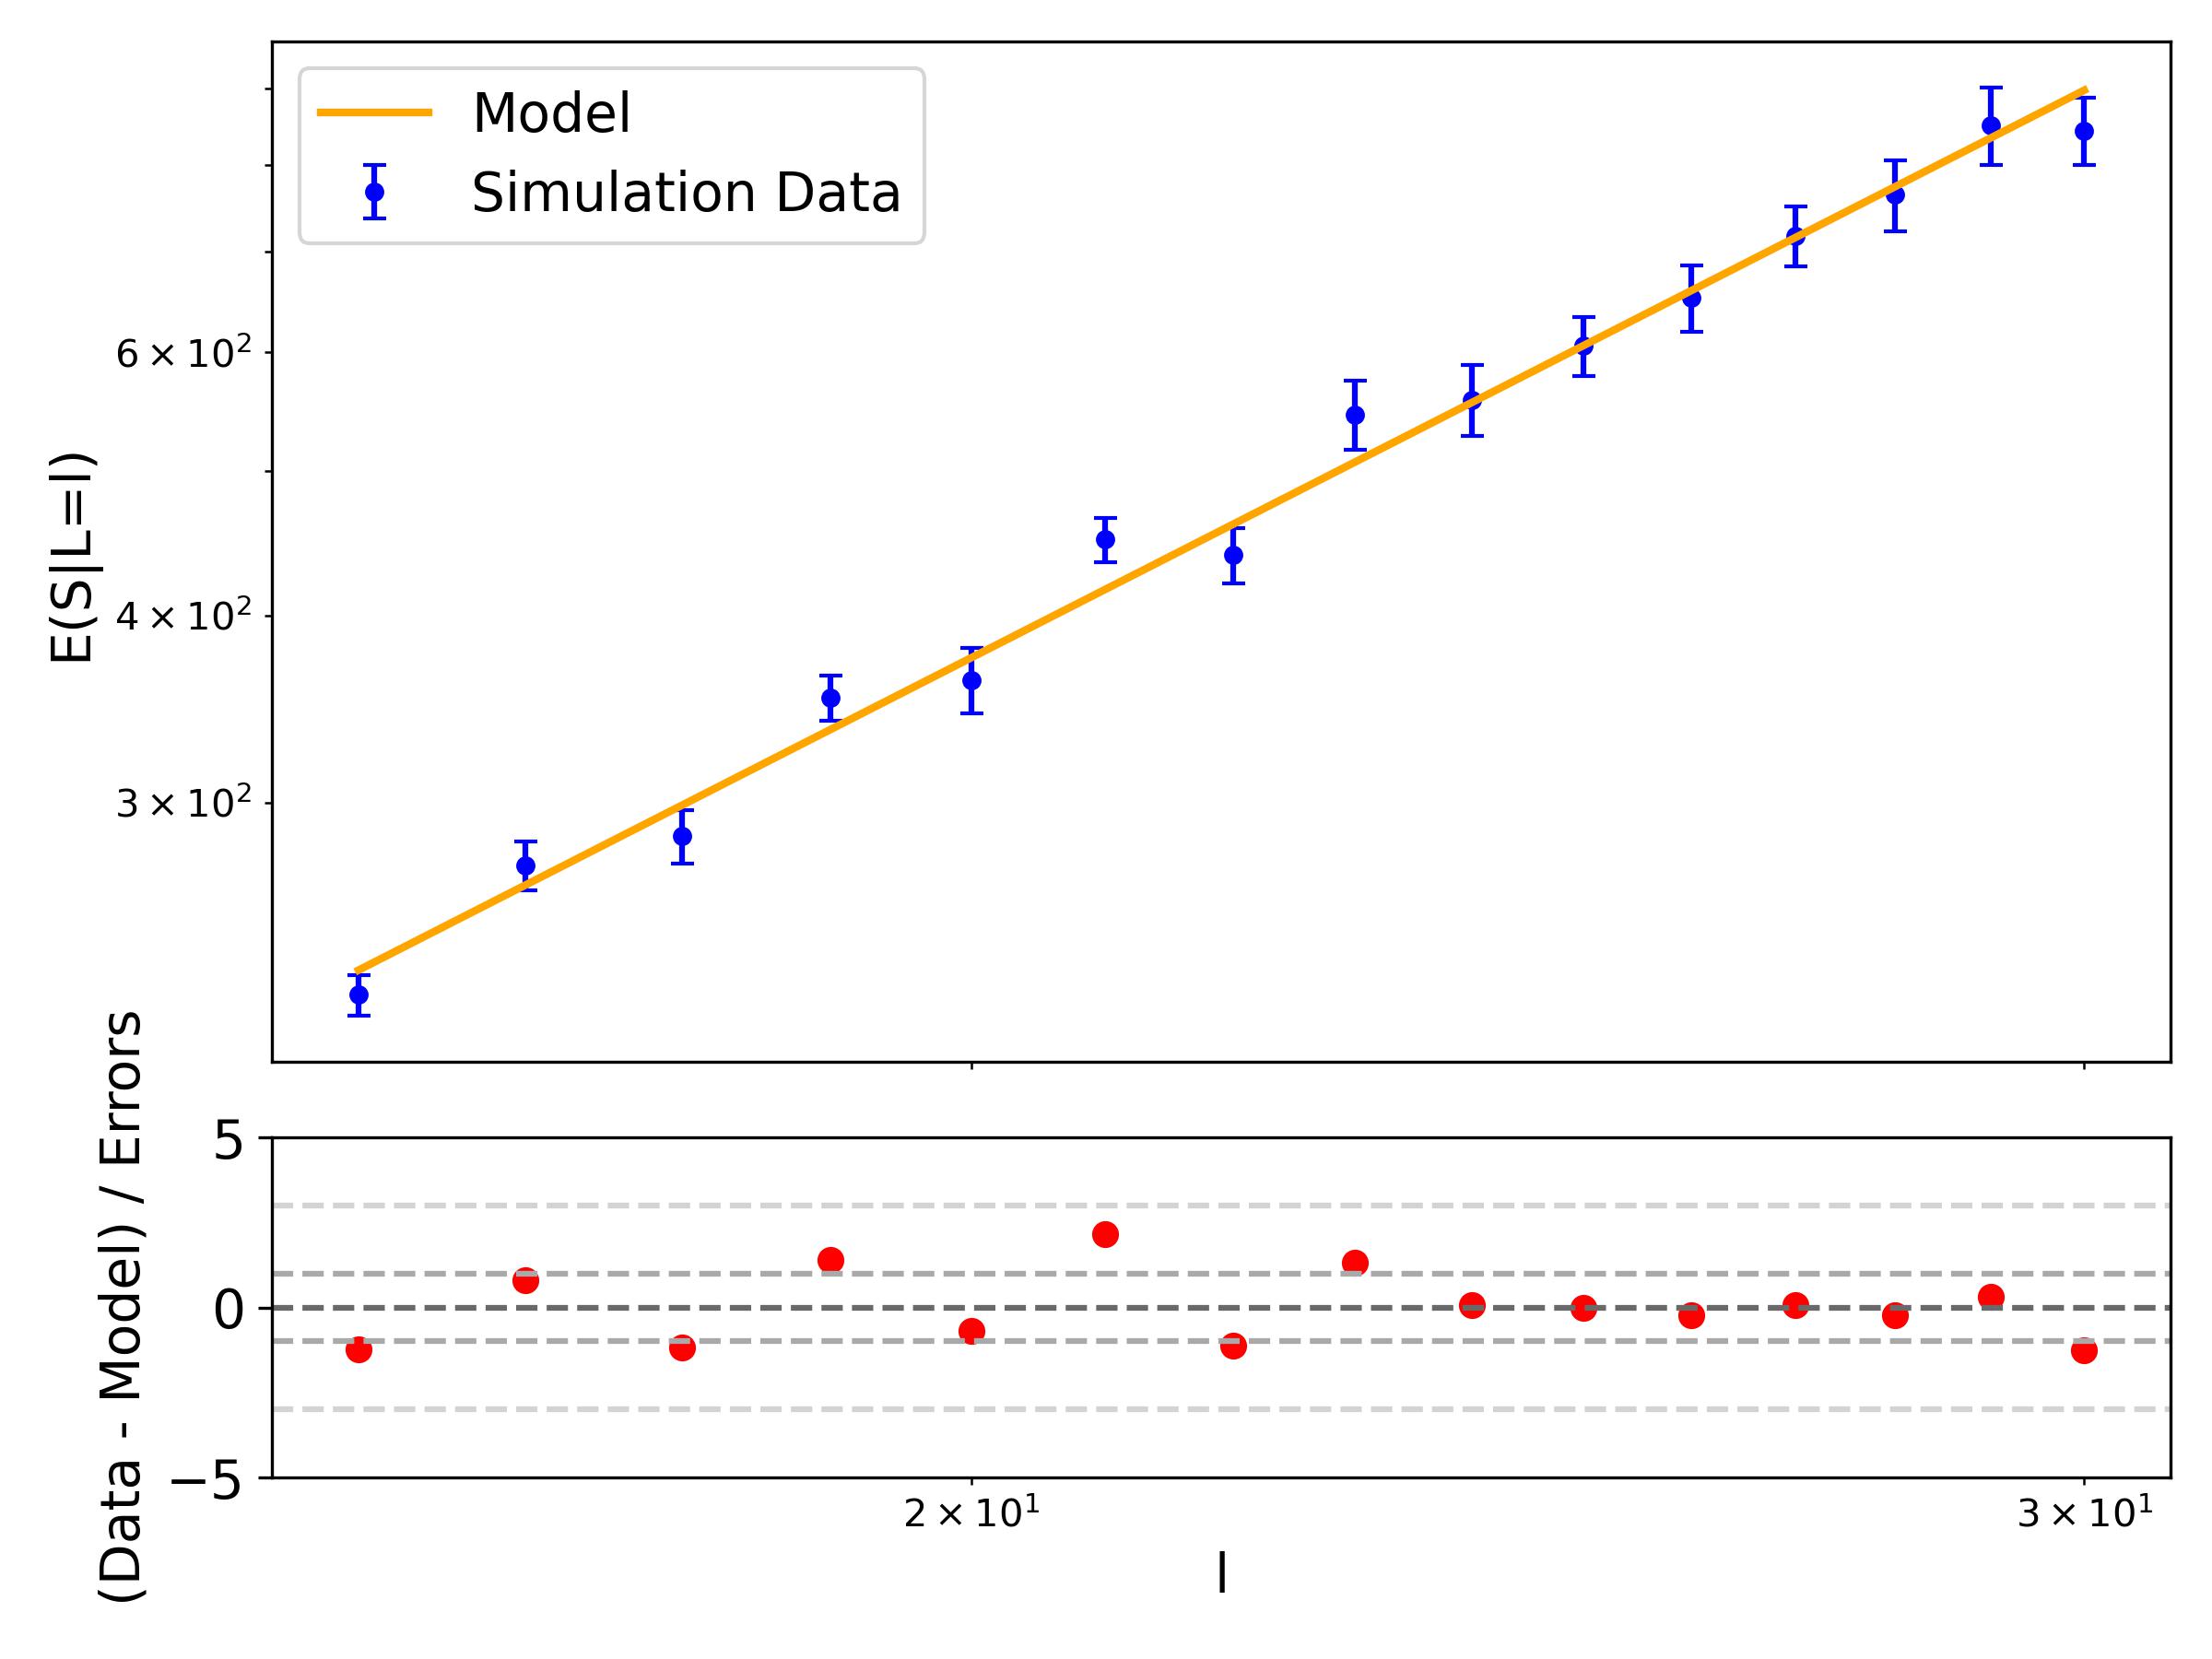 Model
Simulation Data
E(S|L=l)
6 × 10²
4 × 10²
3 × 10²
(Data - Model) / Errors
5
0
−5
2 × 10¹
3 × 10¹
l